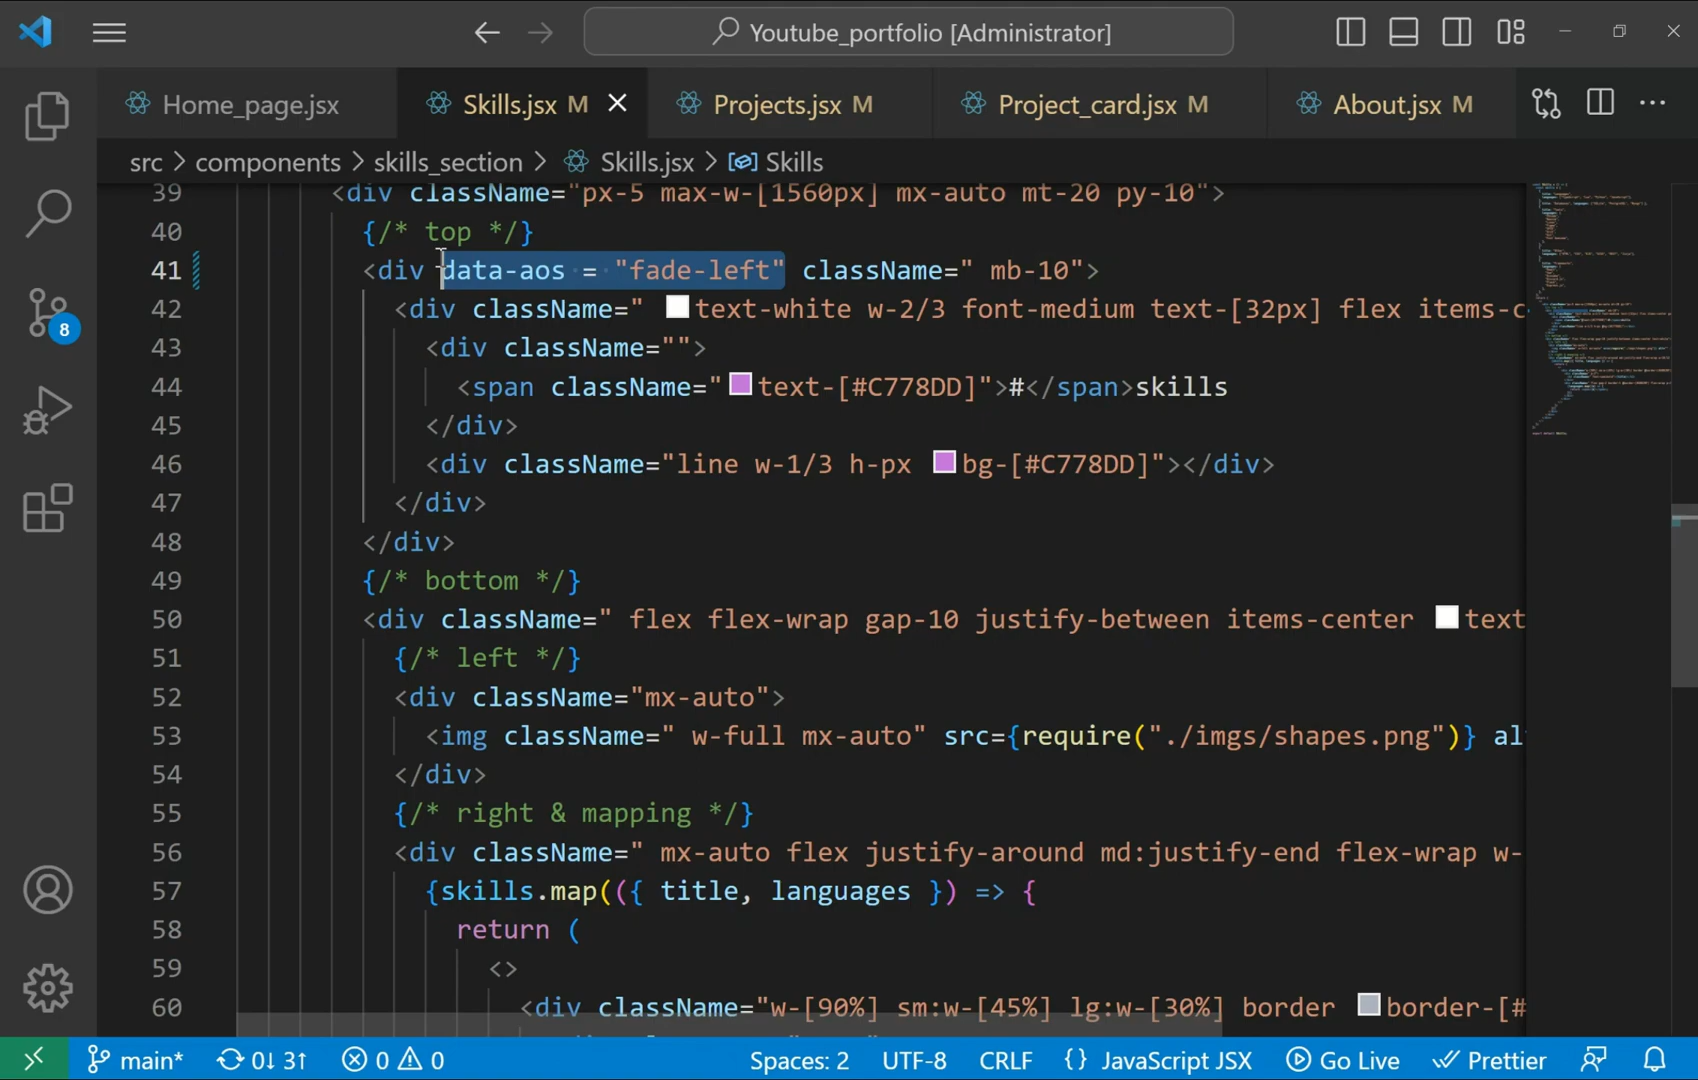 Youtube_portfolio [Administrator]
Home_page.jsx
Skills.jsx M
Projects.jsx M
Project_card.jsx M
About.jsx M
src > components > skills_section > Skills.jsx > Skills
39 <div className="px-5 max-w-[1560px] mx-auto mt-20 py-10">
40 {/* top */}
41 <div data-aos = "fade-left" className=" mb-10">
42 <div className=" text-white w-2/3 font-medium text-[32px] flex items-c
43 <div className="">
44 <span className="text-[#C778DD]">#</span>skills
45 </div>
46 <div className="line w-1/3 h-px bg-[#C778DD]"></div>
47 </div>
48 </div>
49 {/* bottom */}
50 <div className=" flex flex-wrap gap-10 justify-between items-center text
51 {/* left */}
52 <div className="mx-auto">
53 <img className=" w-full mx-auto" src={require("./imgs/shapes.png")} al
54 </div>
55 {/* right & mapping */}
56 <div className=" mx-auto flex justify-around md:justify-end flex-wrap w-
57 {skills.map(({ title, languages }) => {
58 return (
59 <>
60 <div className="w-[90%] sm:w-[45%] lg:w-[30%] border border-[#
8
main* 0↓ 3↑ 0 0 Spaces: 2 UTF-8 CRLF {} JavaScript JSX Go Live Prettier